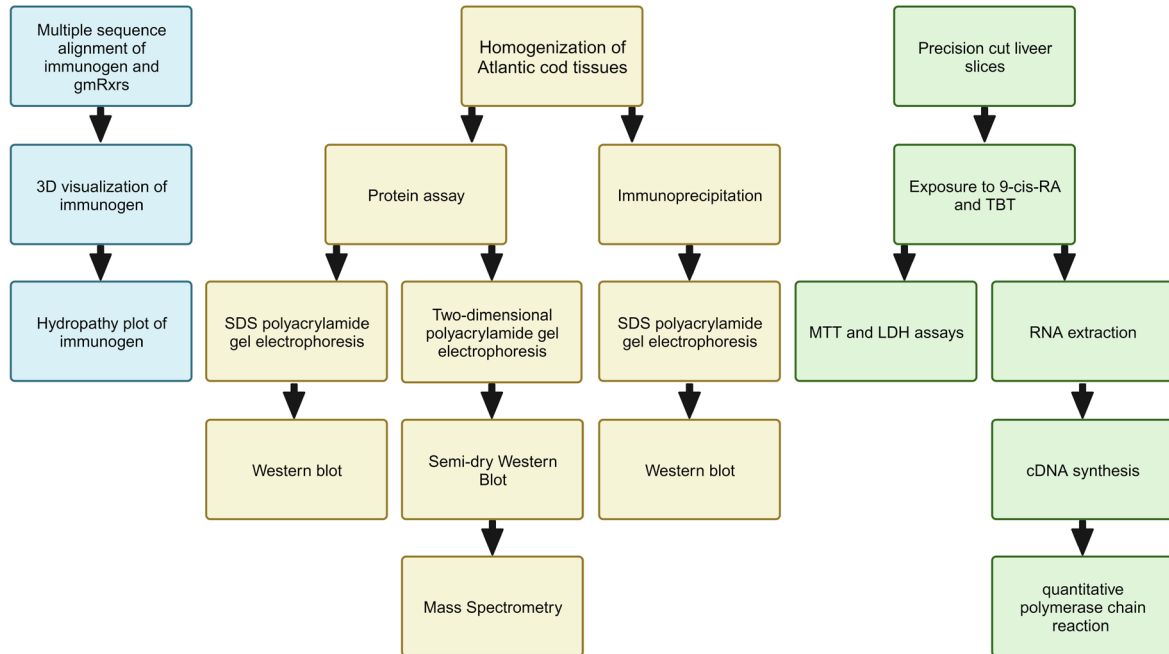 Multiple sequence
alignment of
immunogen and
gmRxrs
Homogenization of
Atlantic cod tissues
Precision cut liveer
slices
3D visualization of
immunogen
Protein assay
Immunoprecipitation
Exposure to 9-cis-RA
and TBT
Hydropathy plot of
immunogen
SDS polyacrylamide
gel electrophoresis
Two-dimensional
polyacrylamide gel
electrophoresis
SDS polyacrylamide
gel electrophoresis
MTT and LDH assays
RNA extraction
Western blot
Semi-dry Western
Blot
Western blot
cDNA synthesis
Mass Spectrometry
quantitative
polymerase chain
reaction